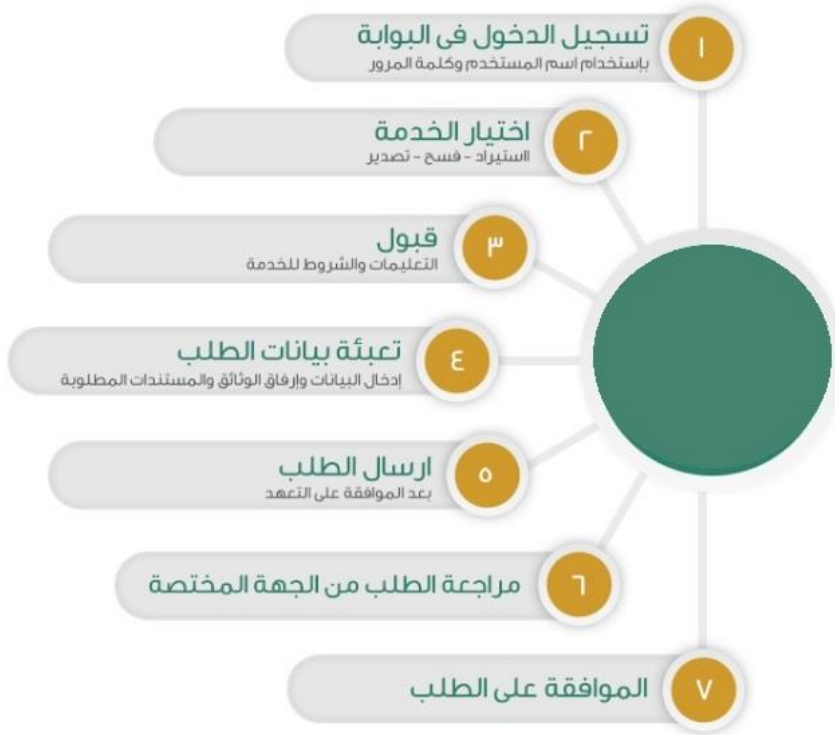 ١
تسجيل الدخول فى البوابة
بإستخدام اسم المستخدم وكلمة المرور
٢
اختيار الخدمة
ااستيراد - فسح - تصدير
٣
قبول
التعليمات والشروط للخدمة
٤
تعبئة بيانات الطلب
إدخال البيانات وإرفاق الوثائق والمستندات المطلوبة
٥
ارسال الطلب
بعد الموافقة على التعهد
٦
مراجعة الطلب من الجهة المختصة
٧
الموافقة على الطلب